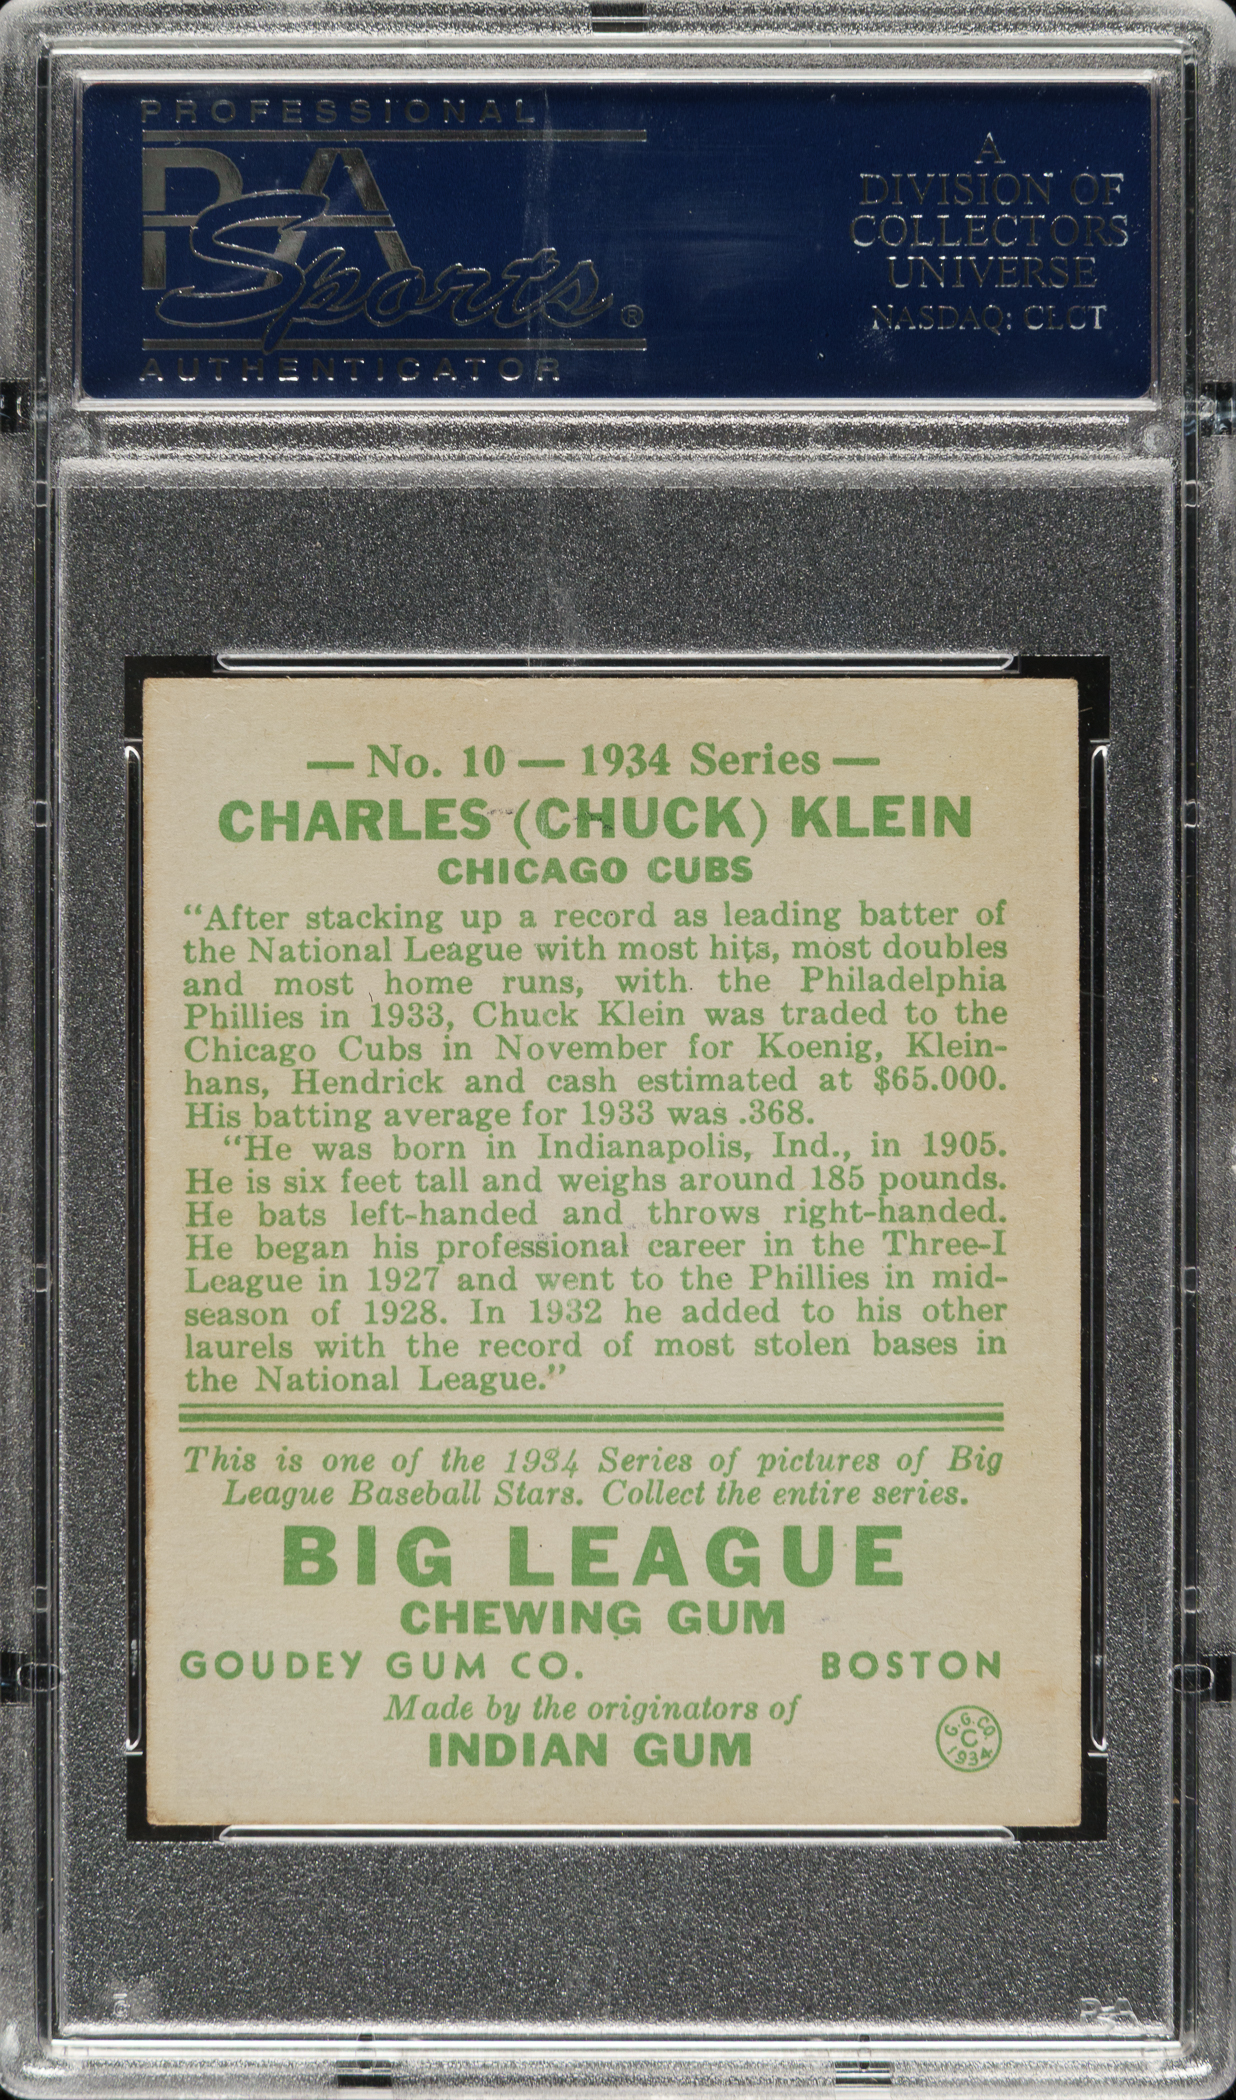 PROFESSIONAL
PSA
Sports ®
AUTHENTICATOR
A
DIVISION OF
COLLECTORS
UNIVERSE
NASDAQ: CLCT
— No. 10 — 1934 Series —
CHARLES (CHUCK) KLEIN
CHICAGO CUBS
“After stacking up a record as leading batter of
the National League with most hits, most doubles
and most home runs, with the Philadelphia
Phillies in 1933, Chuck Klein was traded to the
Chicago Cubs in November for Koenig, Klein-
hans, Hendrick and cash estimated at $65.000.
His batting average for 1933 was .368.
“He was born in Indianapolis, Ind., in 1905.
He is six feet tall and weighs around 185 pounds.
He bats left-handed and throws right-handed.
He began his professional career in the Three-I
League in 1927 and went to the Phillies in mid-
season of 1928. In 1932 he added to his other
laurels with the record of most stolen bases in
the National League.”
This is one of the 1934 Series of pictures of Big
League Baseball Stars. Collect the entire series.
BIG LEAGUE
CHEWING GUM
GOUDEY GUM CO. BOSTON
Made by the originators of
INDIAN GUM
G.G.CO.
C
1934
PSA